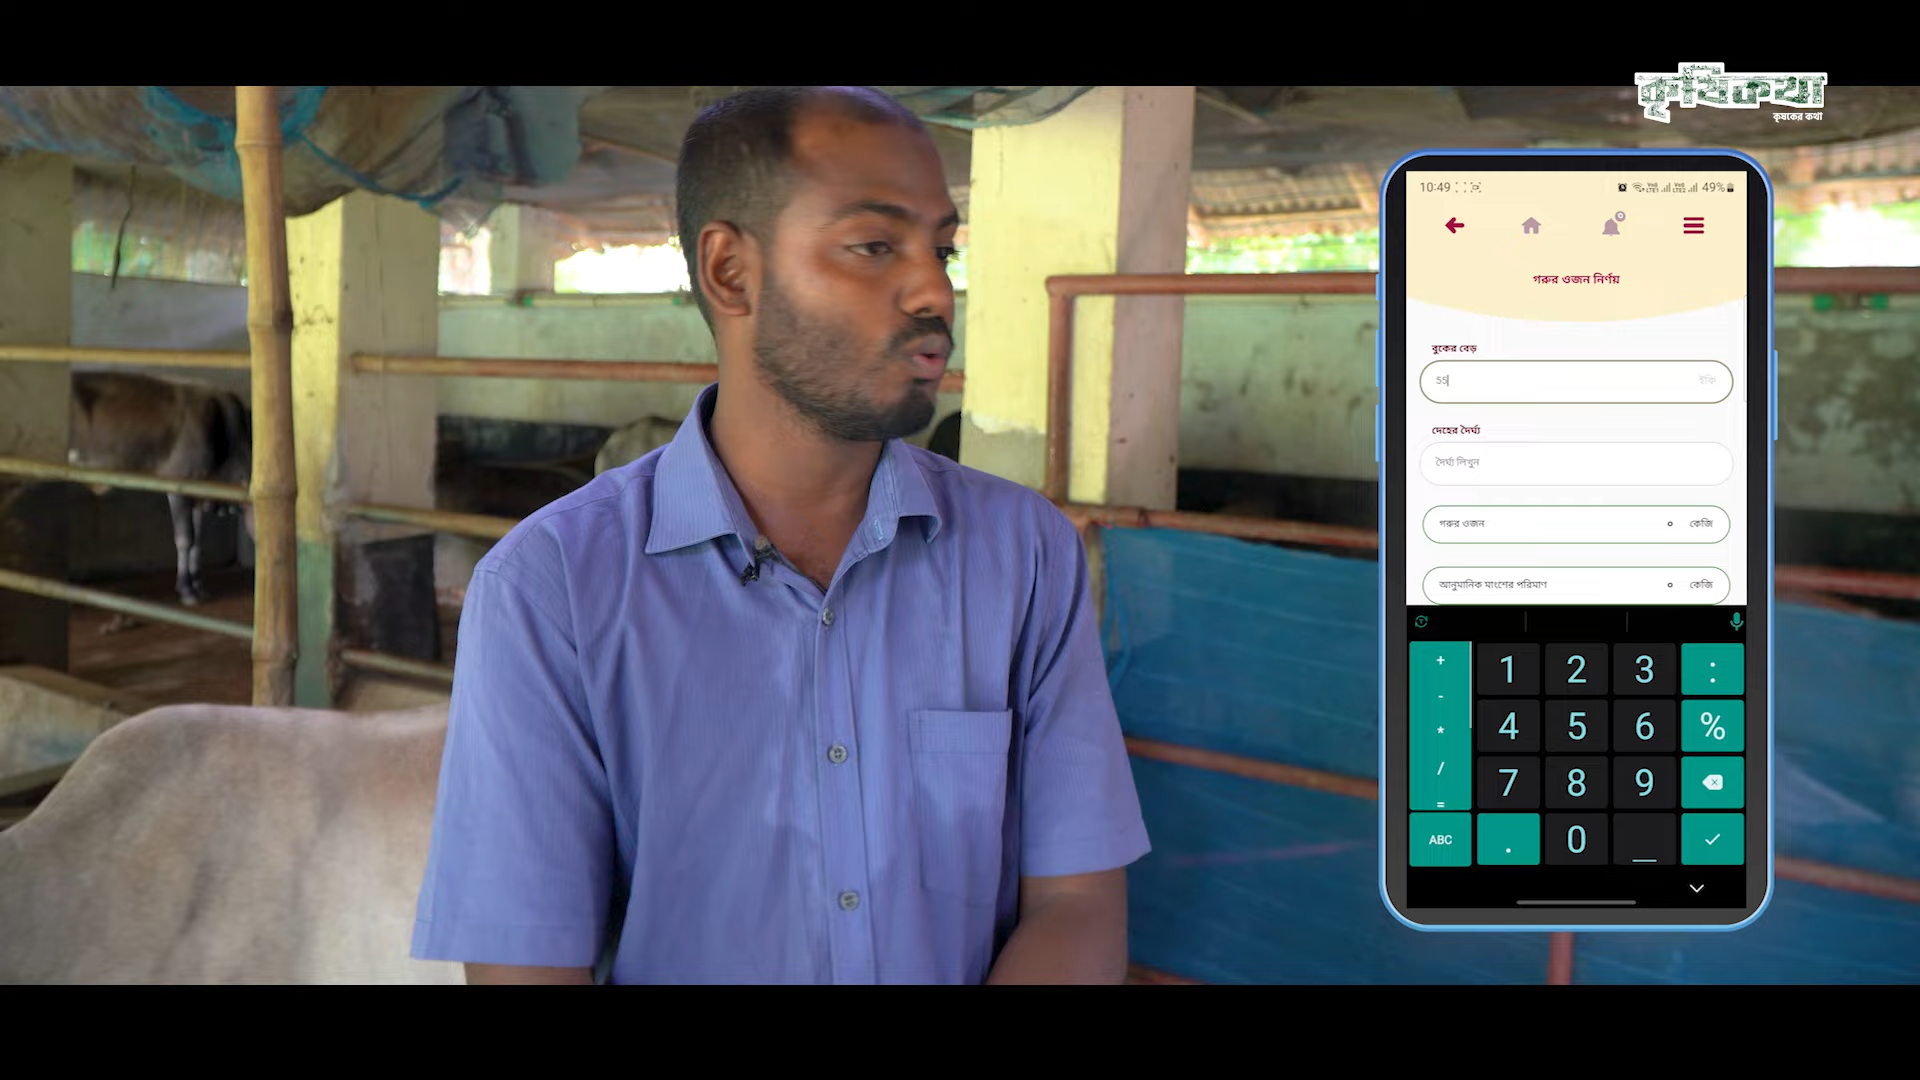 কৃষিকথা
কৃষকের কথা
10:49
49%
গরুর ওজন নির্ণয়
বুকের বেড়
55
ইঞ্চি
দেহের দৈর্ঘ্য
দৈর্ঘ্য লিখুন
গরুর ওজন ০ কেজি
আনুমানিক মাংশের পরিমাণ ০ কেজি
+ 1 2 3 :
-
* 4 5 6 %
/ 7 8 9
=
ABC . 0